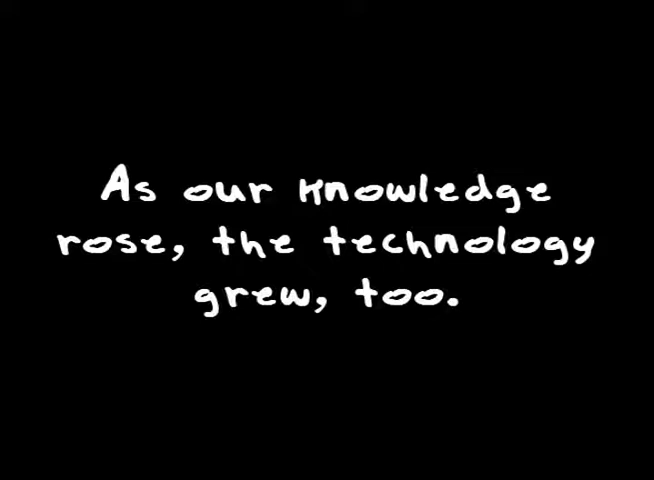 As our knowledge
rose, the technology
grew, too.